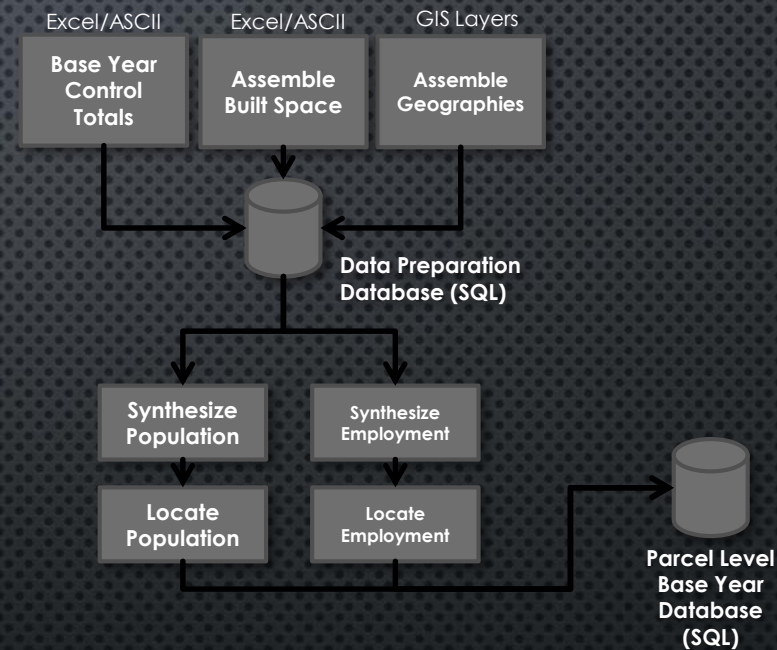 Excel/ASCII
Excel/ASCII
GIS Layers
Base Year
Control
Totals
Assemble
Built Space
Assemble
Geographies
Data Preparation
Database (SQL)
Synthesize
Population
Synthesize
Employment
Locate
Population
Locate
Employment
Parcel Level
Base Year
Database
(SQL)